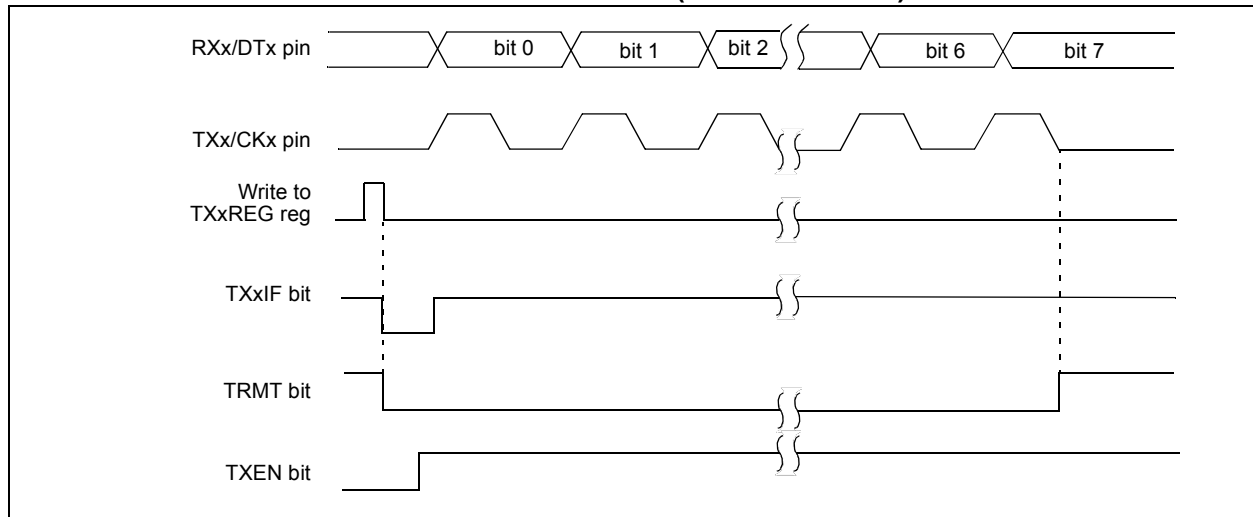 RXx/DTx pin
bit 0
bit 1
bit 2
bit 6
bit 7
TXx/CKx pin
Write to
TXxREG reg
TXxIF bit
TRMT bit
TXEN bit